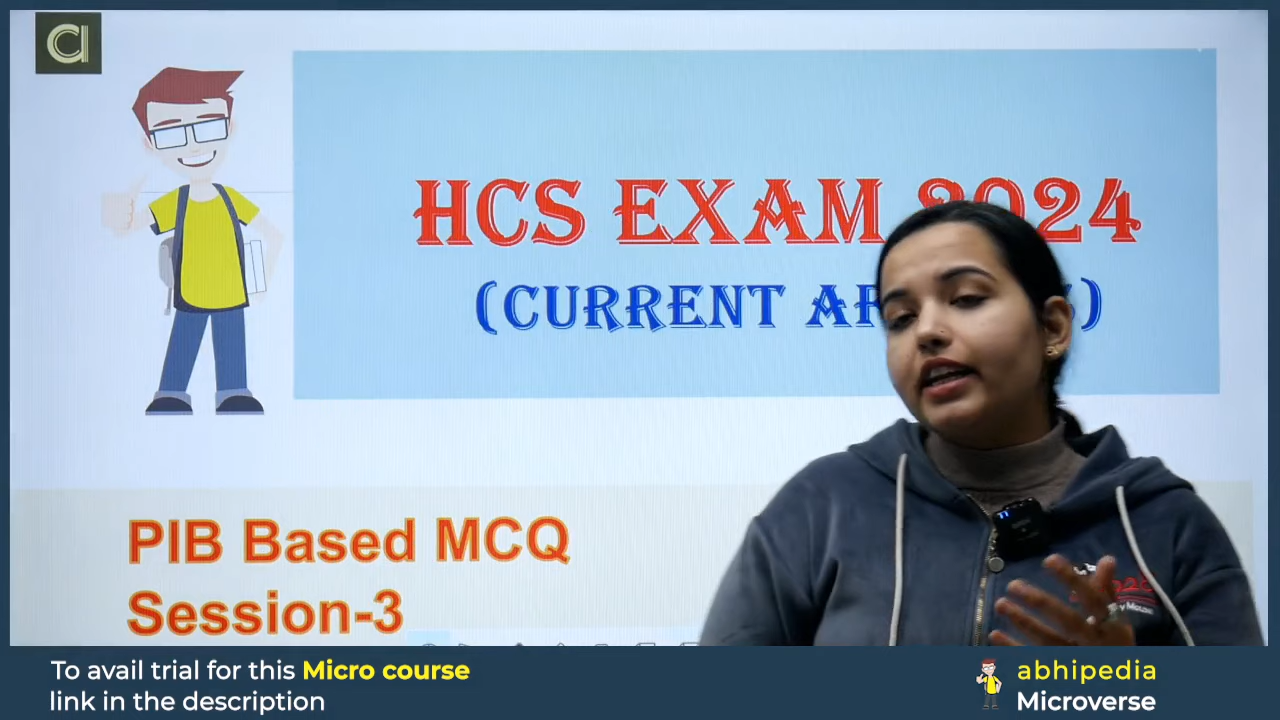 HCS EXAM 2024
(CURRENT
PIB Based MCQ
Session-3
To avail trial for this Micro course
link in the description
abhipedia
Microverse